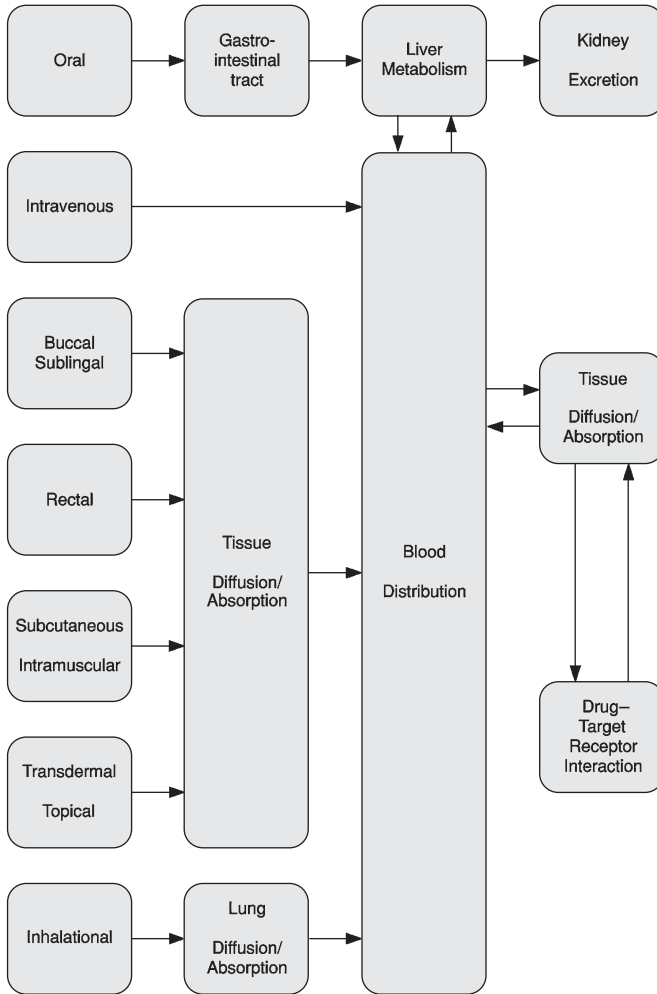 Oral
Gastro-
intestinal
tract
Liver
Metabolism
Kidney
Excretion
Intravenous
Buccal
Sublingal
Rectal
Subcutaneous
Intramuscular
Transdermal
Topical
Tissue
Diffusion/
Absorption
Blood
Distribution
Tissue
Diffusion/
Absorption
Drug–
Target
Receptor
Interaction
Inhalational
Lung
Diffusion/
Absorption